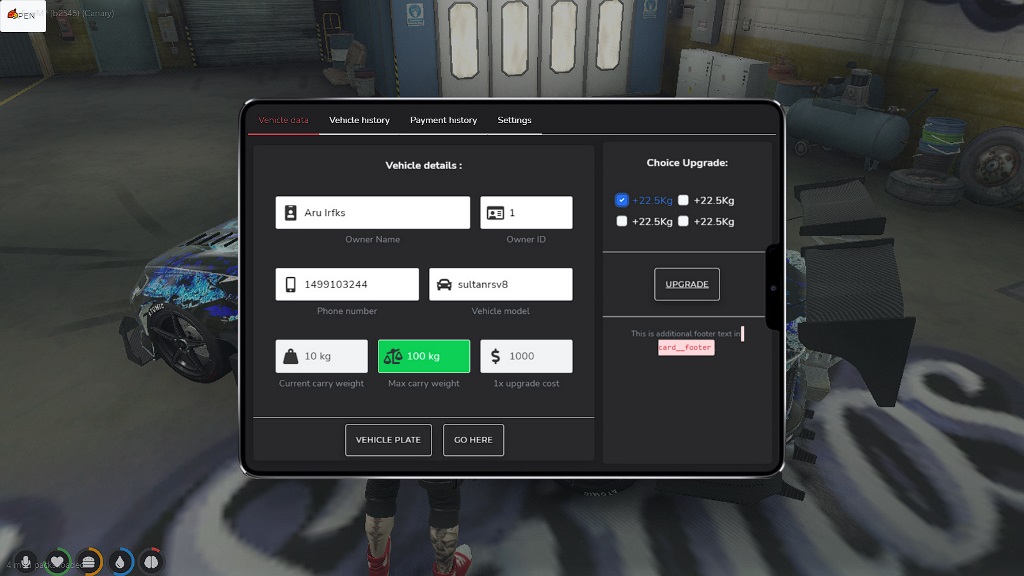 OPEN
(b2545) (Canary)
Vehicle data Vehicle history Payment history Settings
Vehicle details :
Aru Irfks 1
Owner Name Owner ID
1499103244 sultanrsv8
Phone number Vehicle model
10 kg 100 kg 1000
Current carry weight Max carry weight 1x upgrade cost
VEHICLE PLATE GO HERE
Choice Upgrade:
+22.5Kg +22.5Kg
+22.5Kg +22.5Kg
UPGRADE
This is additional footer text in
card__footer